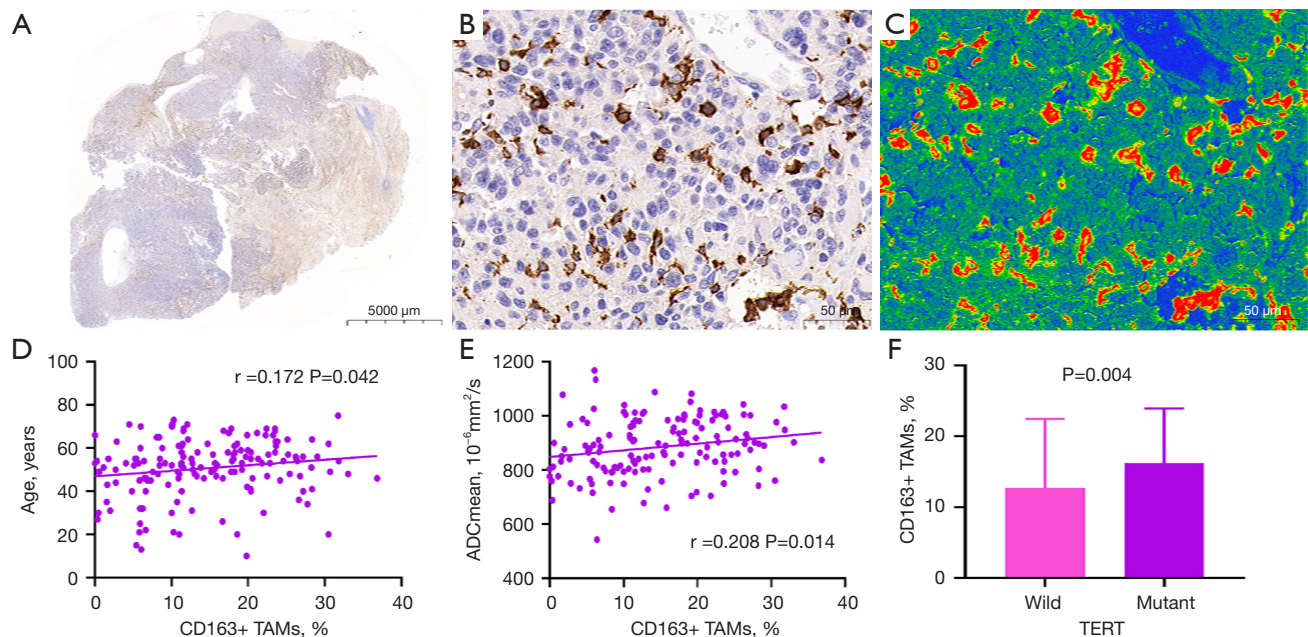 A
B
C
5000 µm
50 µm
50 µm
D
E
F
100
80
60
40
20
0
Age, years
r =0.172 P=0.042
0
10
20
30
40
CD163+ TAMs, %
1200
1000
800
600
400
ADCmean, 10⁻⁶mm²/s
r =0.208 P=0.014
0
10
20
30
40
CD163+ TAMs, %
30
20
10
0
CD163+ TAMs, %
P=0.004
Wild
Mutant
TERT